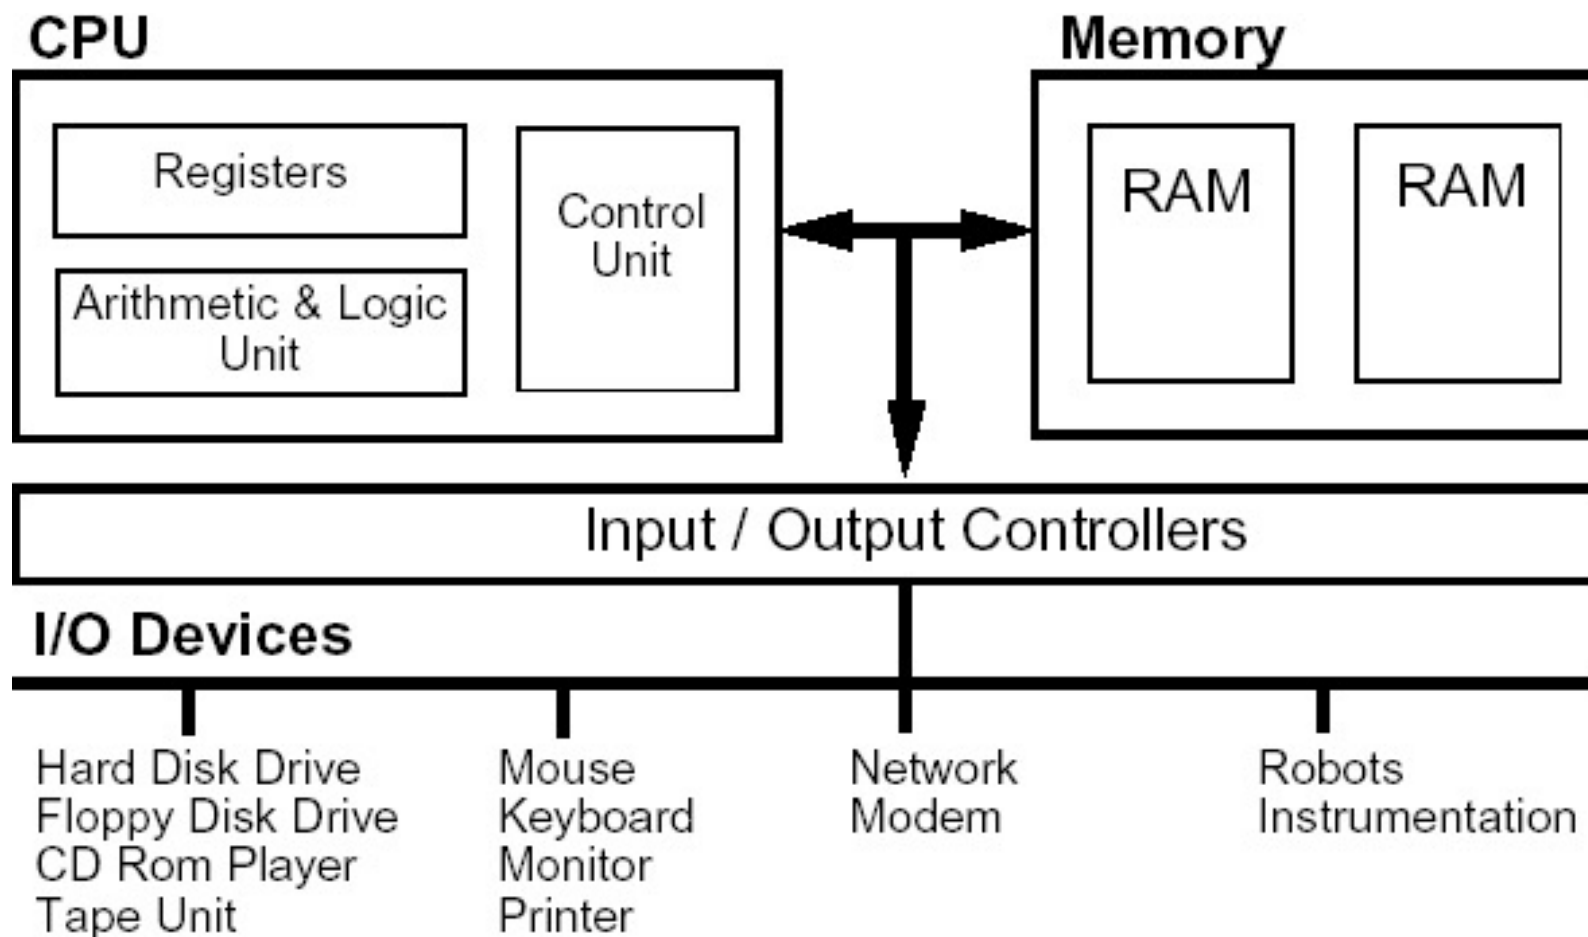 CPU
Memory
Registers
Arithmetic & Logic
Unit
Control
Unit
RAM
RAM
Input / Output Controllers
I/O Devices
Hard Disk Drive
Floppy Disk Drive
CD Rom Player
Tape Unit
Mouse
Keyboard
Monitor
Printer
Network
Modem
Robots
Instrumentation